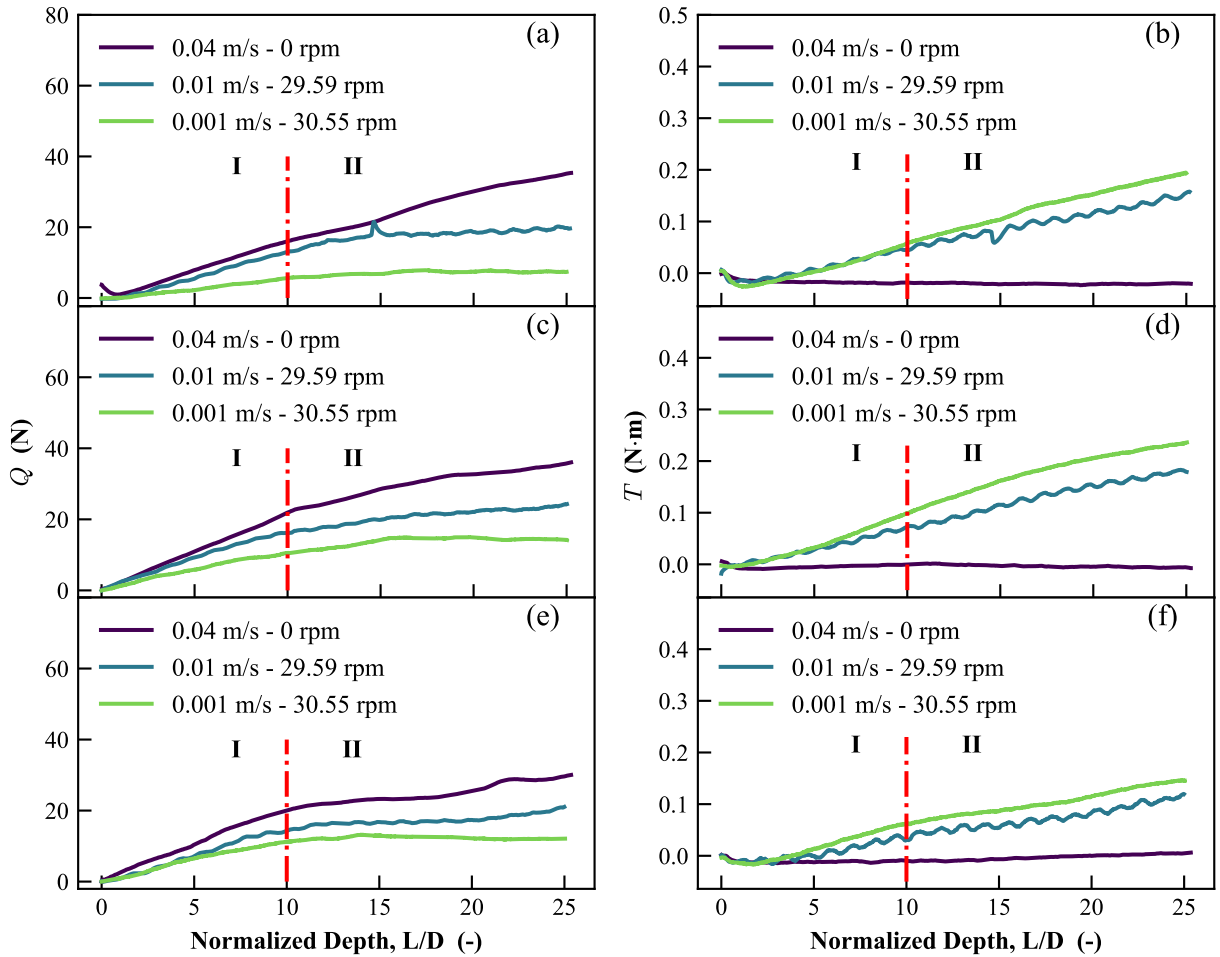 80
60
40
20
0
(a)
0.04 m/s - 0 rpm
0.01 m/s - 29.59 rpm
0.001 m/s - 30.55 rpm
I
II
0.5
0.4
0.3
0.2
0.1
0.0
(b)
0.04 m/s - 0 rpm
0.01 m/s - 29.59 rpm
0.001 m/s - 30.55 rpm
I
II
Q (N)
60
40
20
0
(c)
0.04 m/s - 0 rpm
0.01 m/s - 29.59 rpm
0.001 m/s - 30.55 rpm
I
II
T (N·m)
0.4
0.3
0.2
0.1
0.0
(d)
0.04 m/s - 0 rpm
0.01 m/s - 29.59 rpm
0.001 m/s - 30.55 rpm
I
II
60
40
20
0
(e)
0.04 m/s - 0 rpm
0.01 m/s - 29.59 rpm
0.001 m/s - 30.55 rpm
I
II
0 5 10 15 20 25
Normalized Depth, L/D (-)
0.4
0.3
0.2
0.1
0.0
(f)
0.04 m/s - 0 rpm
0.01 m/s - 29.59 rpm
0.001 m/s - 30.55 rpm
I
II
0 5 10 15 20 25
Normalized Depth, L/D (-)